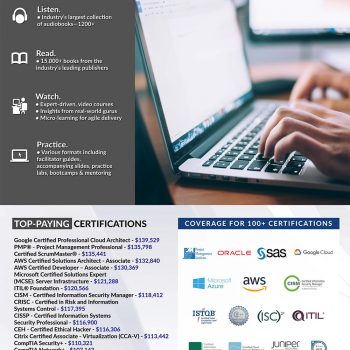 Listen.
• Industry's largest collection
of audiobooks—1200+
Read.
• 15,000+ books from the
industry's leading publishers
Watch.
• Expert-driven, video courses
• Insights from real-world gurus
• Micro-learning for agile delivery
Practice.
• Various formats including
facilitator guides,
accompanying slides, practice
labs, bootcamps & mentoring
TOP-PAYING CERTIFICATIONS
Google Certified Professional Cloud Architect - $139,529
PMP® - Project Management Professional - $135,798
Certified ScrumMaster® - $135,441
AWS Certified Solutions Architect - Associate - $132,840
AWS Certified Developer – Associate - $130,369
Microsoft Certified Solutions Expert
(MCSE): Server Infrastructure - $121,288
ITIL® Foundation - $120,566
CISM - Certified Information Security Manager - $118,412
CRISC - Certified in Risk and Information
Systems Control - $117,395
CISSP - Certified Information Systems
Security Professional - $116,900
CEH - Certified Ethical Hacker - $116,306
Citrix Certified Associate - Virtualization (CCA-V) - $113,442
CompTIA Security - $110,321
COVERAGE FOR 100+ CERTIFICATIONS
Project
Management
Institute
ORACLE
sas
Google Cloud
Microsoft
Azure
aws
CISM
Certified Information
Security Manager
ISTQB
(ISC)²
ITIL
JUNIPER